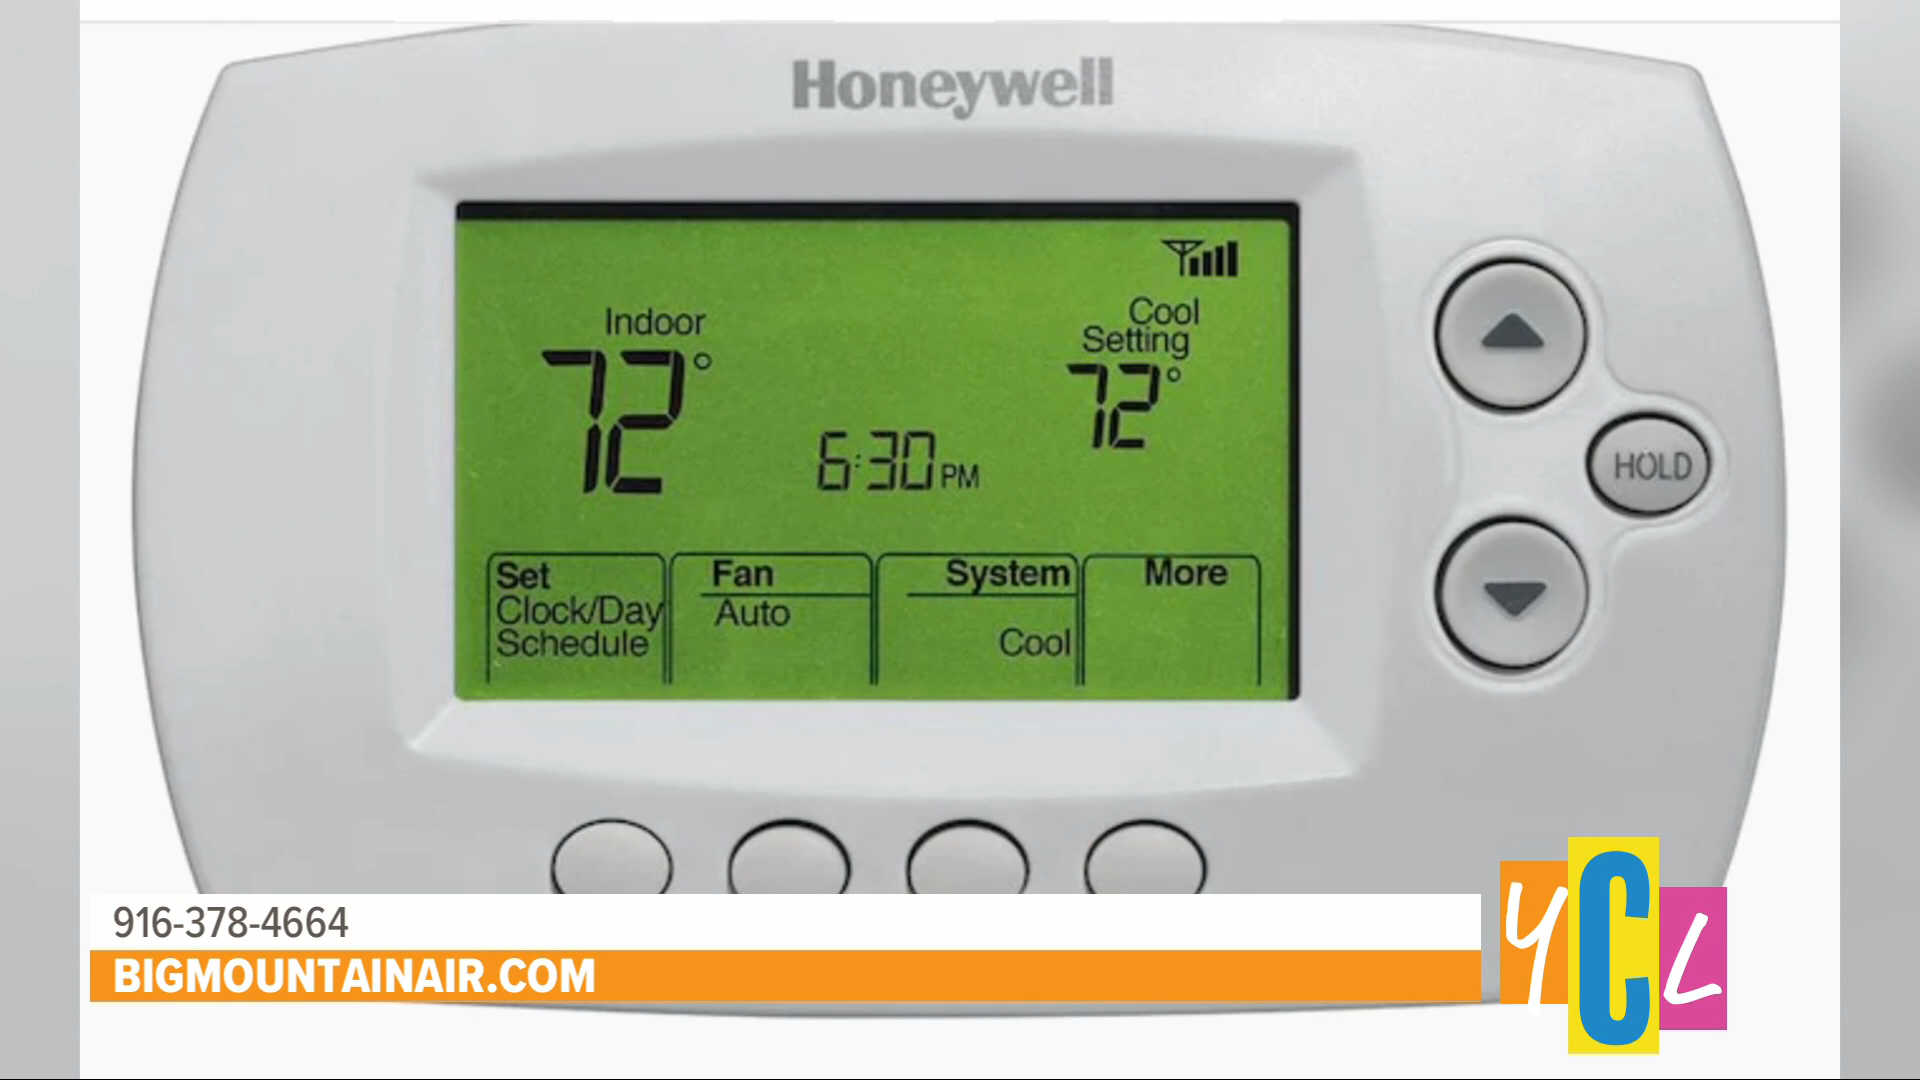 Honeywell
Indoor
72°
Cool
Setting
72°
6:30 PM
HOLD
Set
Clock/Day
Schedule
Fan
Auto
System
Cool
More
916-378-4664
BIGMOUNTAINAIR.COM
YCL